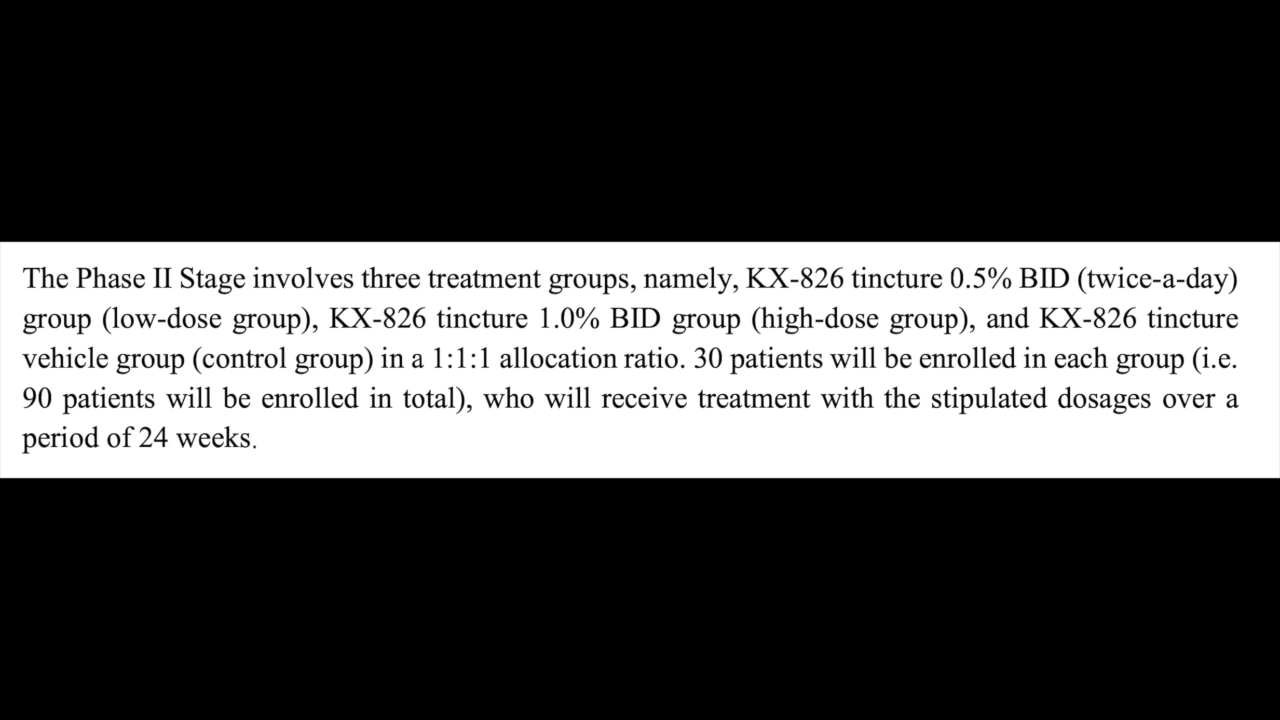 The Phase II Stage involves three treatment groups, namely, KX-826 tincture 0.5% BID (twice-a-day)
group (low-dose group), KX-826 tincture 1.0% BID group (high-dose group), and KX-826 tincture
vehicle group (control group) in a 1:1:1 allocation ratio. 30 patients will be enrolled in each group (i.e.
90 patients will be enrolled in total), who will receive treatment with the stipulated dosages over a
period of 24 weeks.